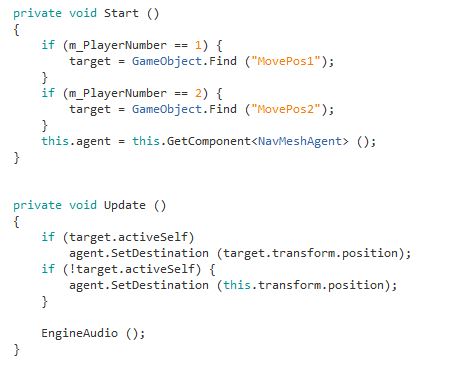 private void Start ()
{
    if (m_PlayerNumber == 1) {
        target = GameObject.Find ("MovePos1");
    }
    if (m_PlayerNumber == 2) {
        target = GameObject.Find ("MovePos2");
    }
    this.agent = this.GetComponent<NavMeshAgent> ();
}
private void Update ()
{
    if (target.activeSelf)
        agent.SetDestination (target.transform.position);
    if (!target.activeSelf) {
        agent.SetDestination (this.transform.position);
    }
    EngineAudio ();
}